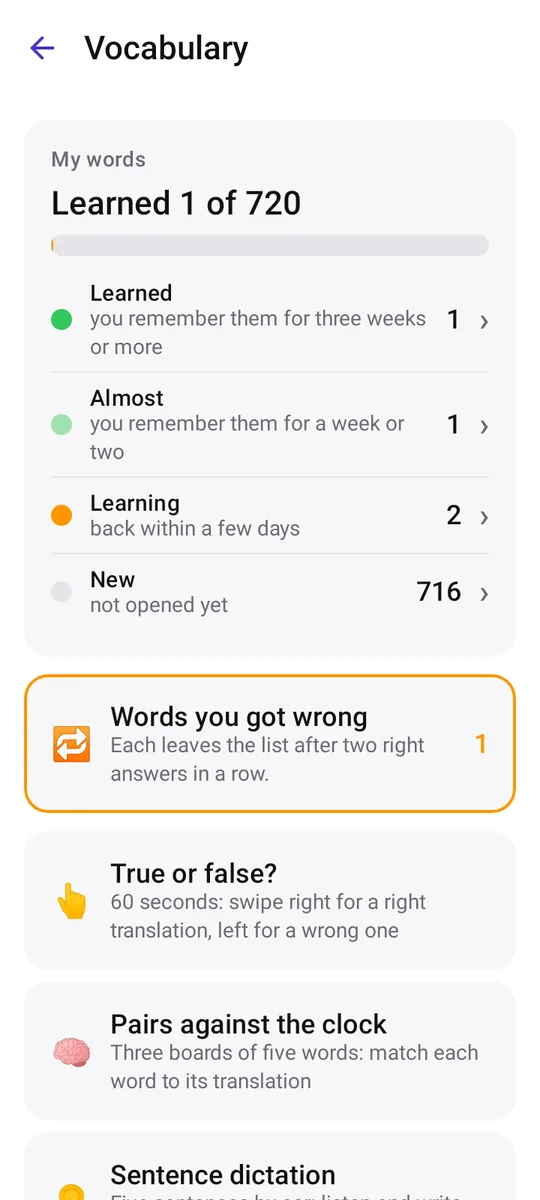 Vocabulary
My words
Learned 1 of 720
Learned
you remember them for three weeks
or more
1
Almost
you remember them for a week or
two
1
Learning
back within a few days
2
New
not opened yet
716
Words you got wrong
Each leaves the list after two right
answers in a row.
1
True or false?
60 seconds: swipe right for a right
translation, left for a wrong one
Pairs against the clock
Three boards of five words: match each
word to its translation
Sentence dictation